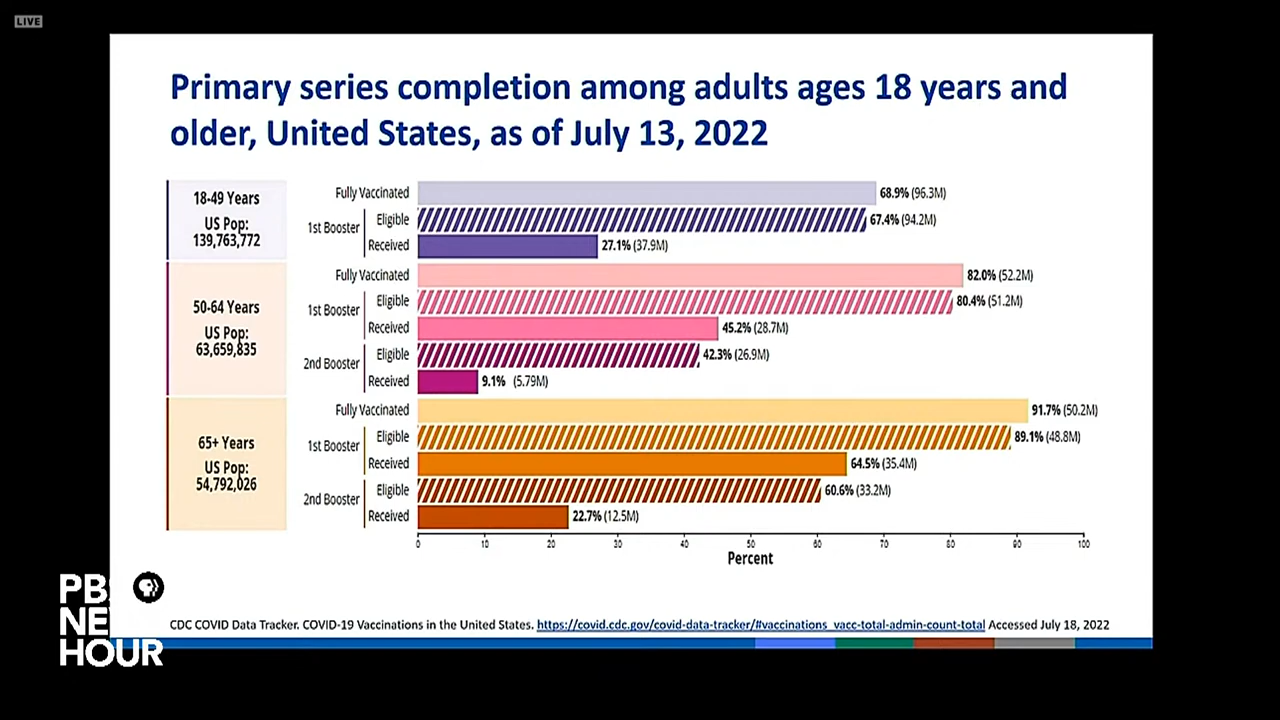 LIVE
Primary series completion among adults ages 18 years and
older, United States, as of July 13, 2022
18-49 Years
US Pop:
139,763,772
Fully Vaccinated
68.9% (96.3M)
1st Booster
Eligible
67.4% (94.2M)
Received
27.1% (37.9M)
50-64 Years
US Pop:
63,659,835
Fully Vaccinated
82.0% (52.2M)
1st Booster
Eligible
80.4% (51.2M)
Received
45.2% (28.7M)
2nd Booster
Eligible
42.3% (26.9M)
Received
9.1% (5.79M)
65+ Years
US Pop:
54,792,026
Fully Vaccinated
91.7% (50.2M)
1st Booster
Eligible
89.1% (48.8M)
Received
64.5% (35.4M)
2nd Booster
Eligible
60.6% (33.2M)
Received
22.7% (12.5M)
0 10 20 30 40 50 60 70 80 90 100
Percent
CDC COVID Data Tracker. COVID-19 Vaccinations in the United States. https://covid.cdc.gov/covid-data-tracker/#vaccinations_vacc-total-admin-count-total Accessed July 18, 2022
PB
NE
HOUR